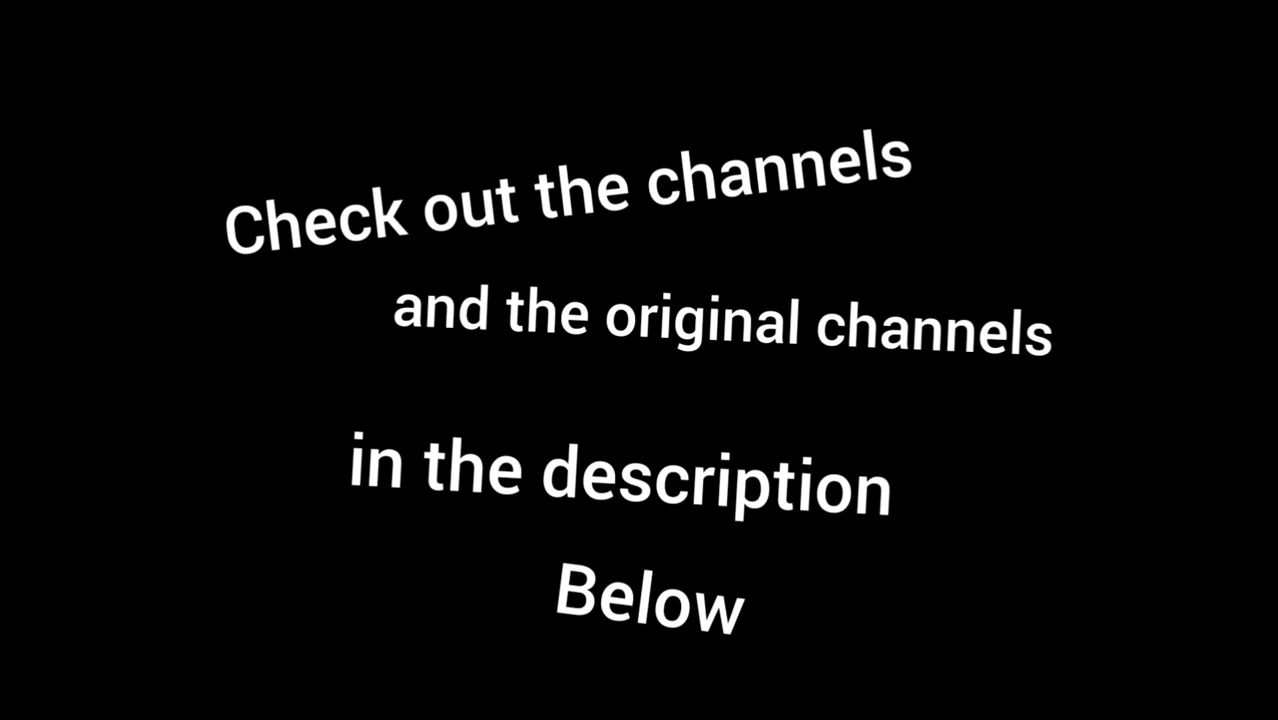 Check out the channels
and the original channels
in the description
Below